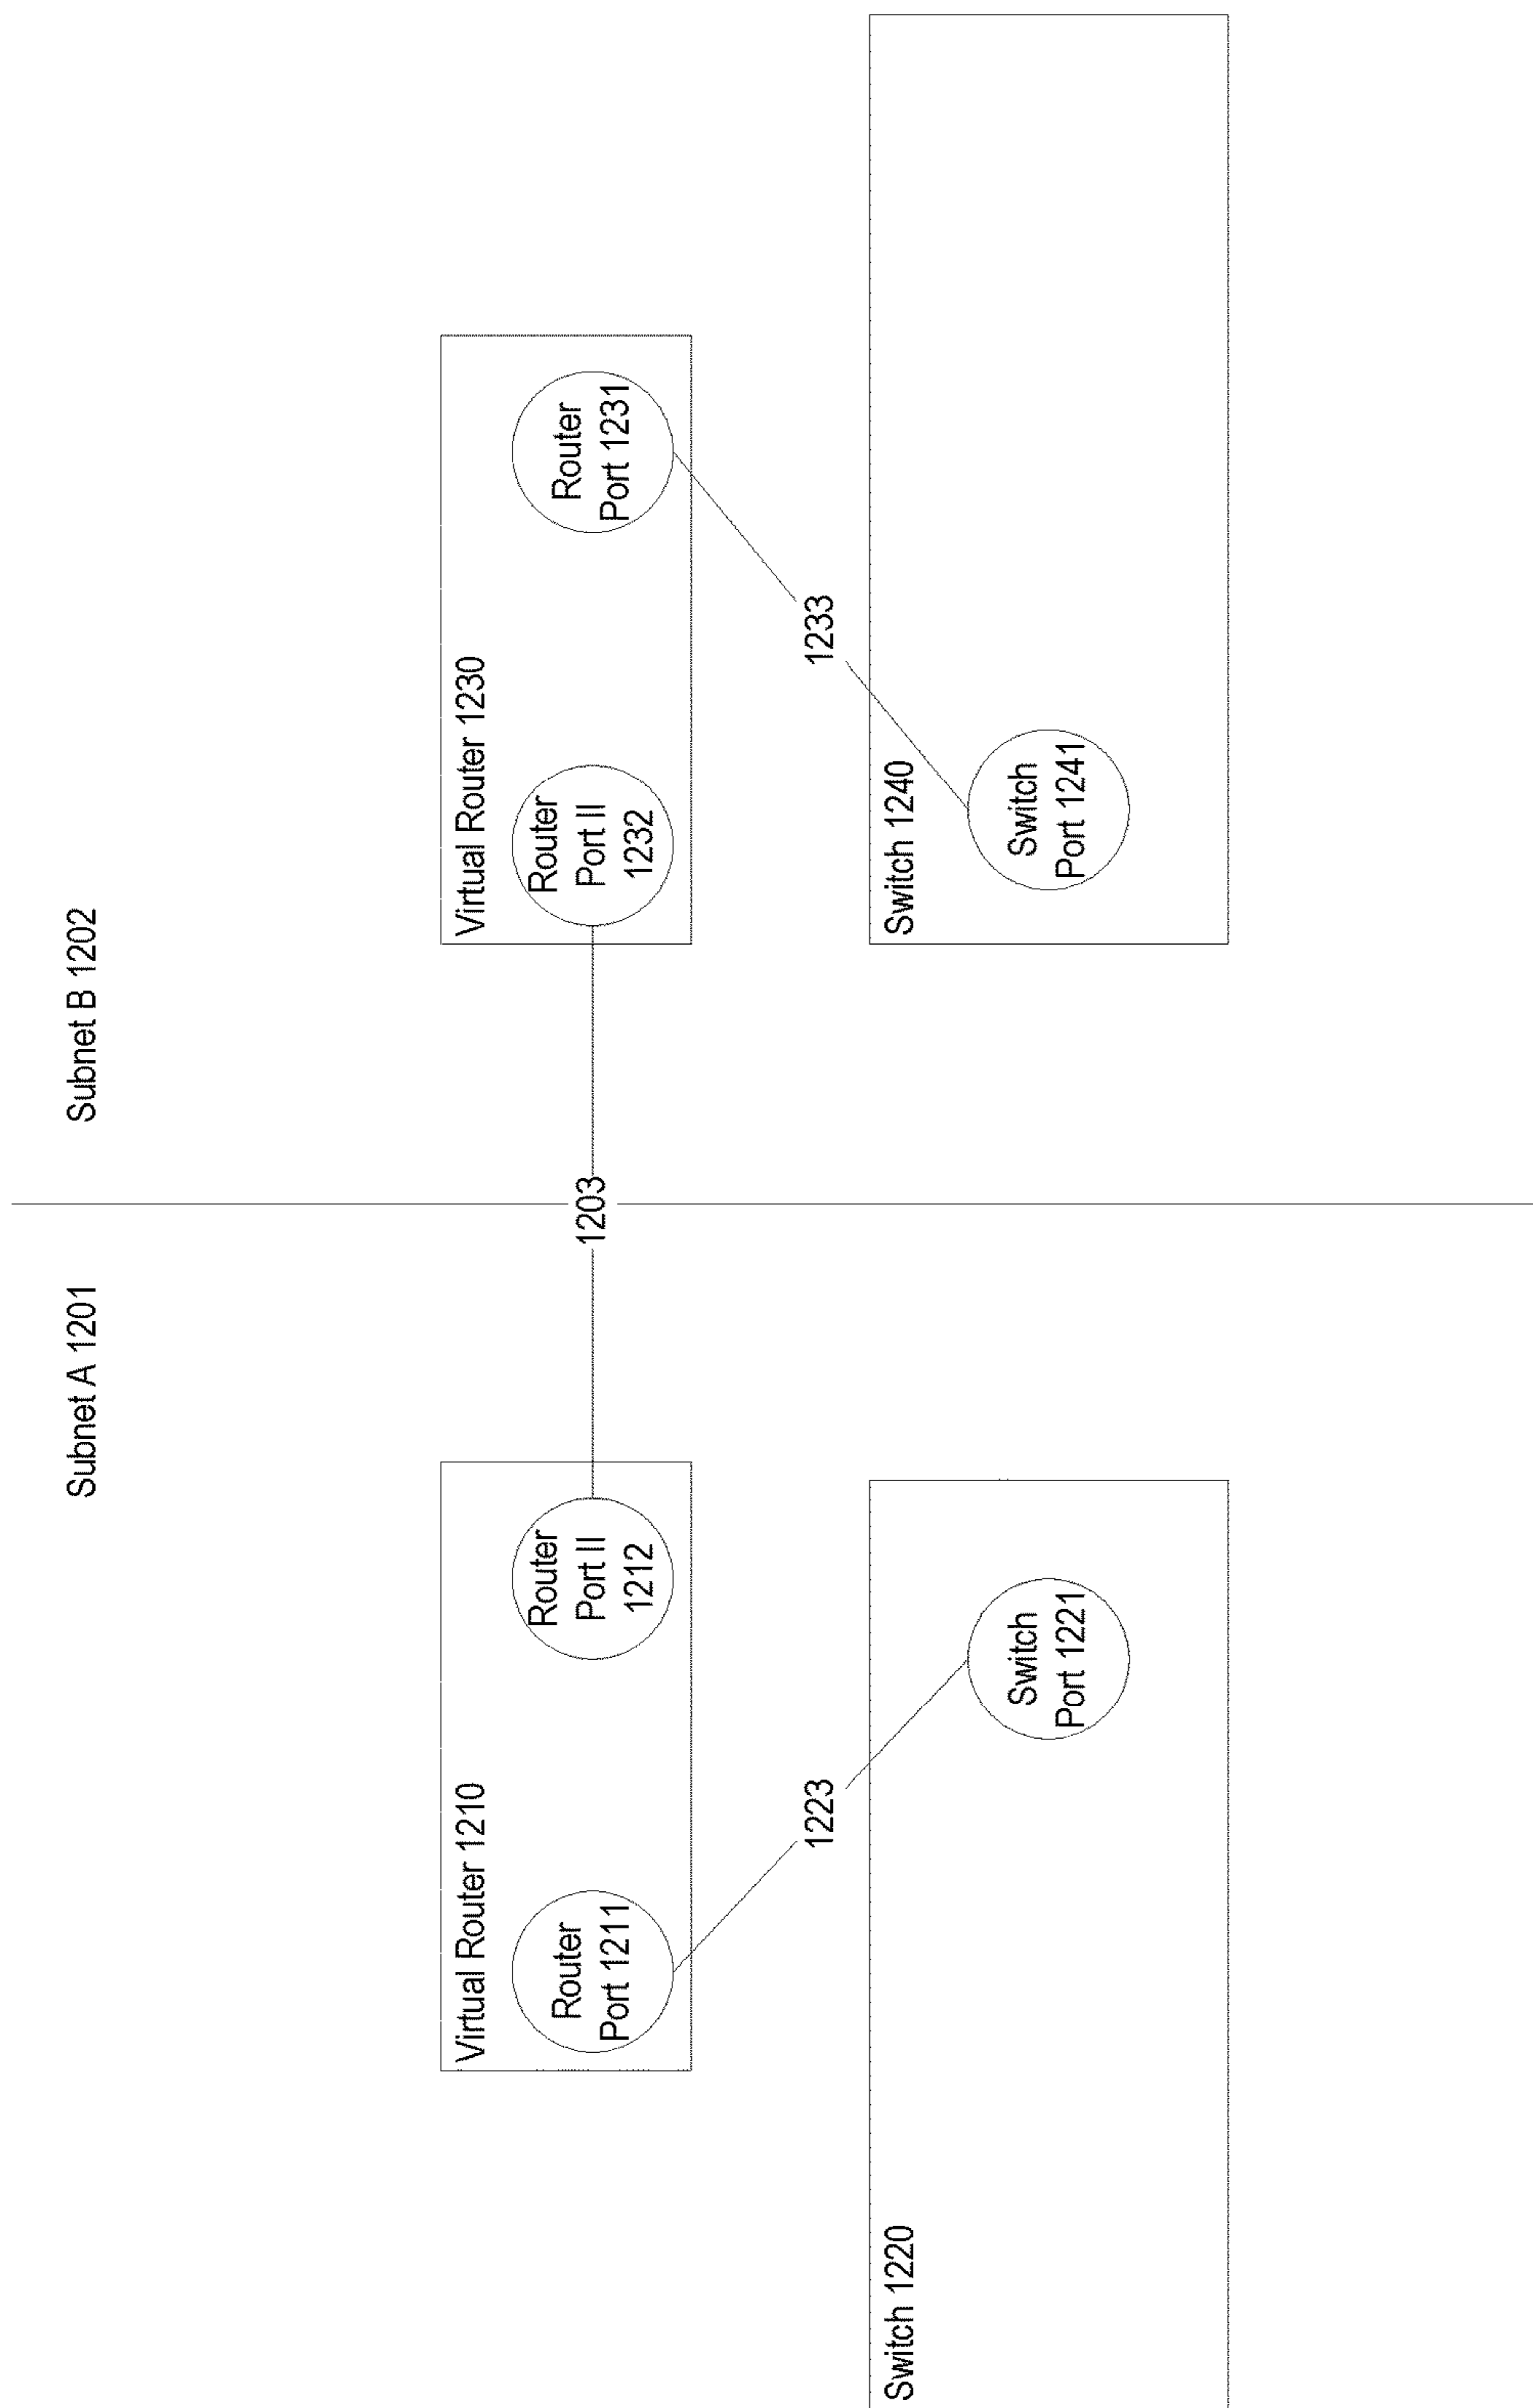 Subnet A 1201
Subnet B 1202
Virtual Router 1210
Router
Port 1211
Router
Port II
1212
1203
Virtual Router 1230
Router
Port II
1232
Router
Port 1231
1223
1233
Switch 1220
Switch
Port 1221
Switch 1240
Switch
Port 1241